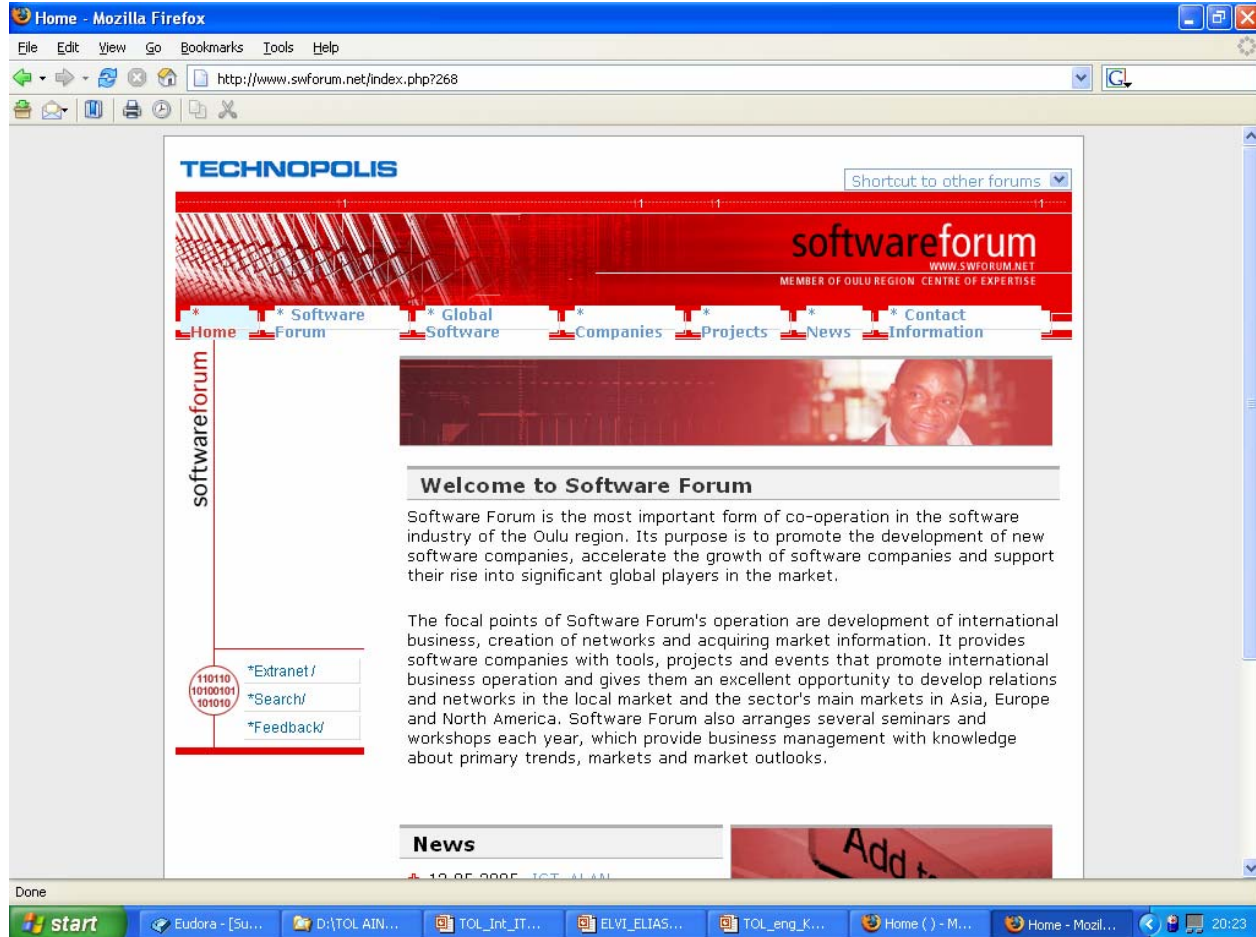 Home - Mozilla Firefox
File Edit View Go Bookmarks Tools Help
http://www.swforum.net/index.php?268
G
TECHNOPOLIS
Shortcut to other forums
softwareforum
WWW.SWFORUM.NET
MEMBER OF OULU REGION CENTRE OF EXPERTISE
* Home
* Software Forum
* Global Software
* Companies
* Projects
* News
* Contact Information
softwareforum
Welcome to Software Forum
Software Forum is the most important form of co-operation in the software
industry of the Oulu region. Its purpose is to promote the development of new
software companies, accelerate the growth of software companies and support
their rise into significant global players in the market.
The focal points of Software Forum's operation are development of international
business, creation of networks and acquiring market information. It provides
software companies with tools, projects and events that promote international
business operation and gives them an excellent opportunity to develop relations
and networks in the local market and the sector's main markets in Asia, Europe
and North America. Software Forum also arranges several seminars and
workshops each year, which provide business management with knowledge
about primary trends, markets and market outlooks.
110110
10100101
101010
*Extranet/
*Search/
*Feedback/
News
Add to
Done
start
Eudora - [Su...
D:\TOL AIN...
TOL_Int_IT...
ELVI_ELIAS...
TOL_eng_K...
Home ( ) - M...
Home - Mozil...
20:23